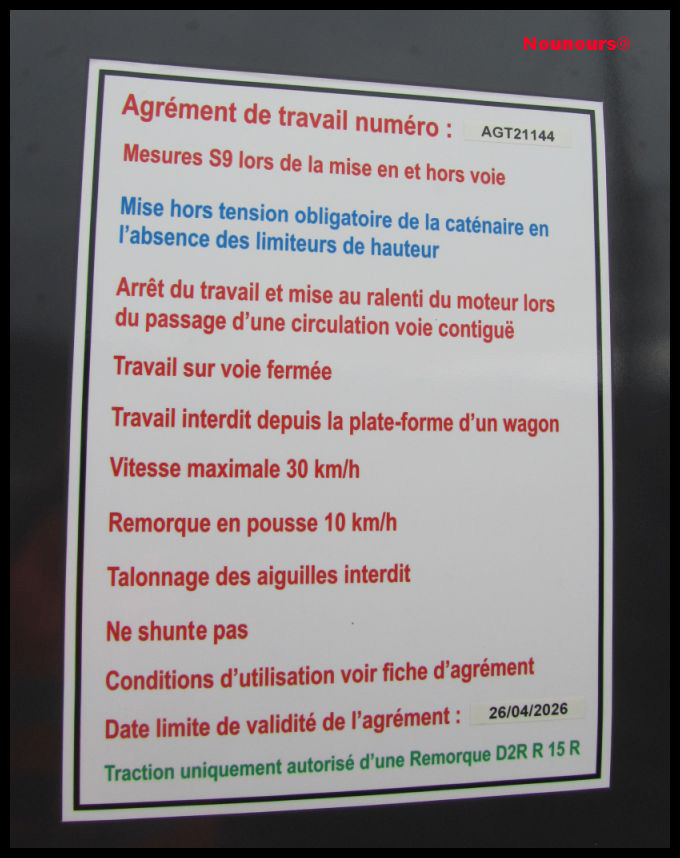 Nounours©
Agrément de travail numéro : AGT21144
Mesures S9 lors de la mise en et hors voie
Mise hors tension obligatoire de la caténaire en
l'absence des limiteurs de hauteur
Arrêt du travail et mise au ralenti du moteur lors
du passage d'une circulation voie contiguë
Travail sur voie fermée
Travail interdit depuis la plate-forme d'un wagon
Vitesse maximale 30 km/h
Remorque en pousse 10 km/h
Talonnage des aiguilles interdit
Ne shunte pas
Conditions d'utilisation voir fiche d'agrément
Date limite de validité de l'agrément : 26/04/2026
Traction uniquement autorisé d'une Remorque D2R R 15 R